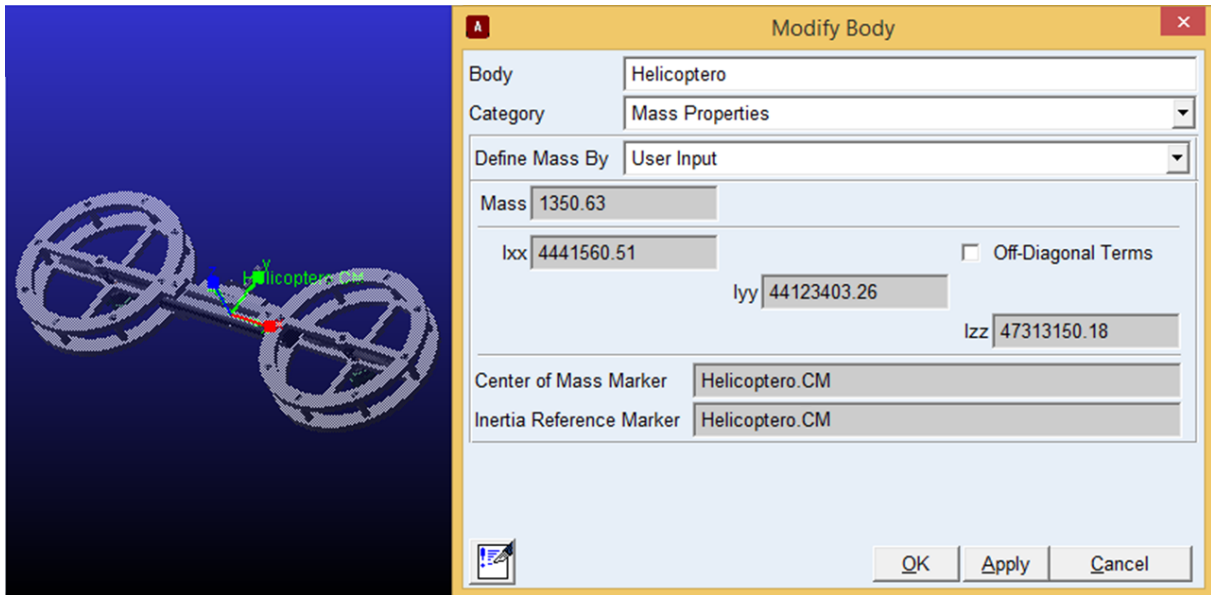 A
Modify Body
Body Helicoptero
Category Mass Properties
Define Mass By User Input
Mass 1350.63
Ixx 4441560.51 Off-Diagonal Terms
Iyy 44123403.26
Izz 47313150.18
Center of Mass Marker Helicoptero.CM
Inertia Reference Marker Helicoptero.CM
OK Apply Cancel
Y
Helicoptero.CM